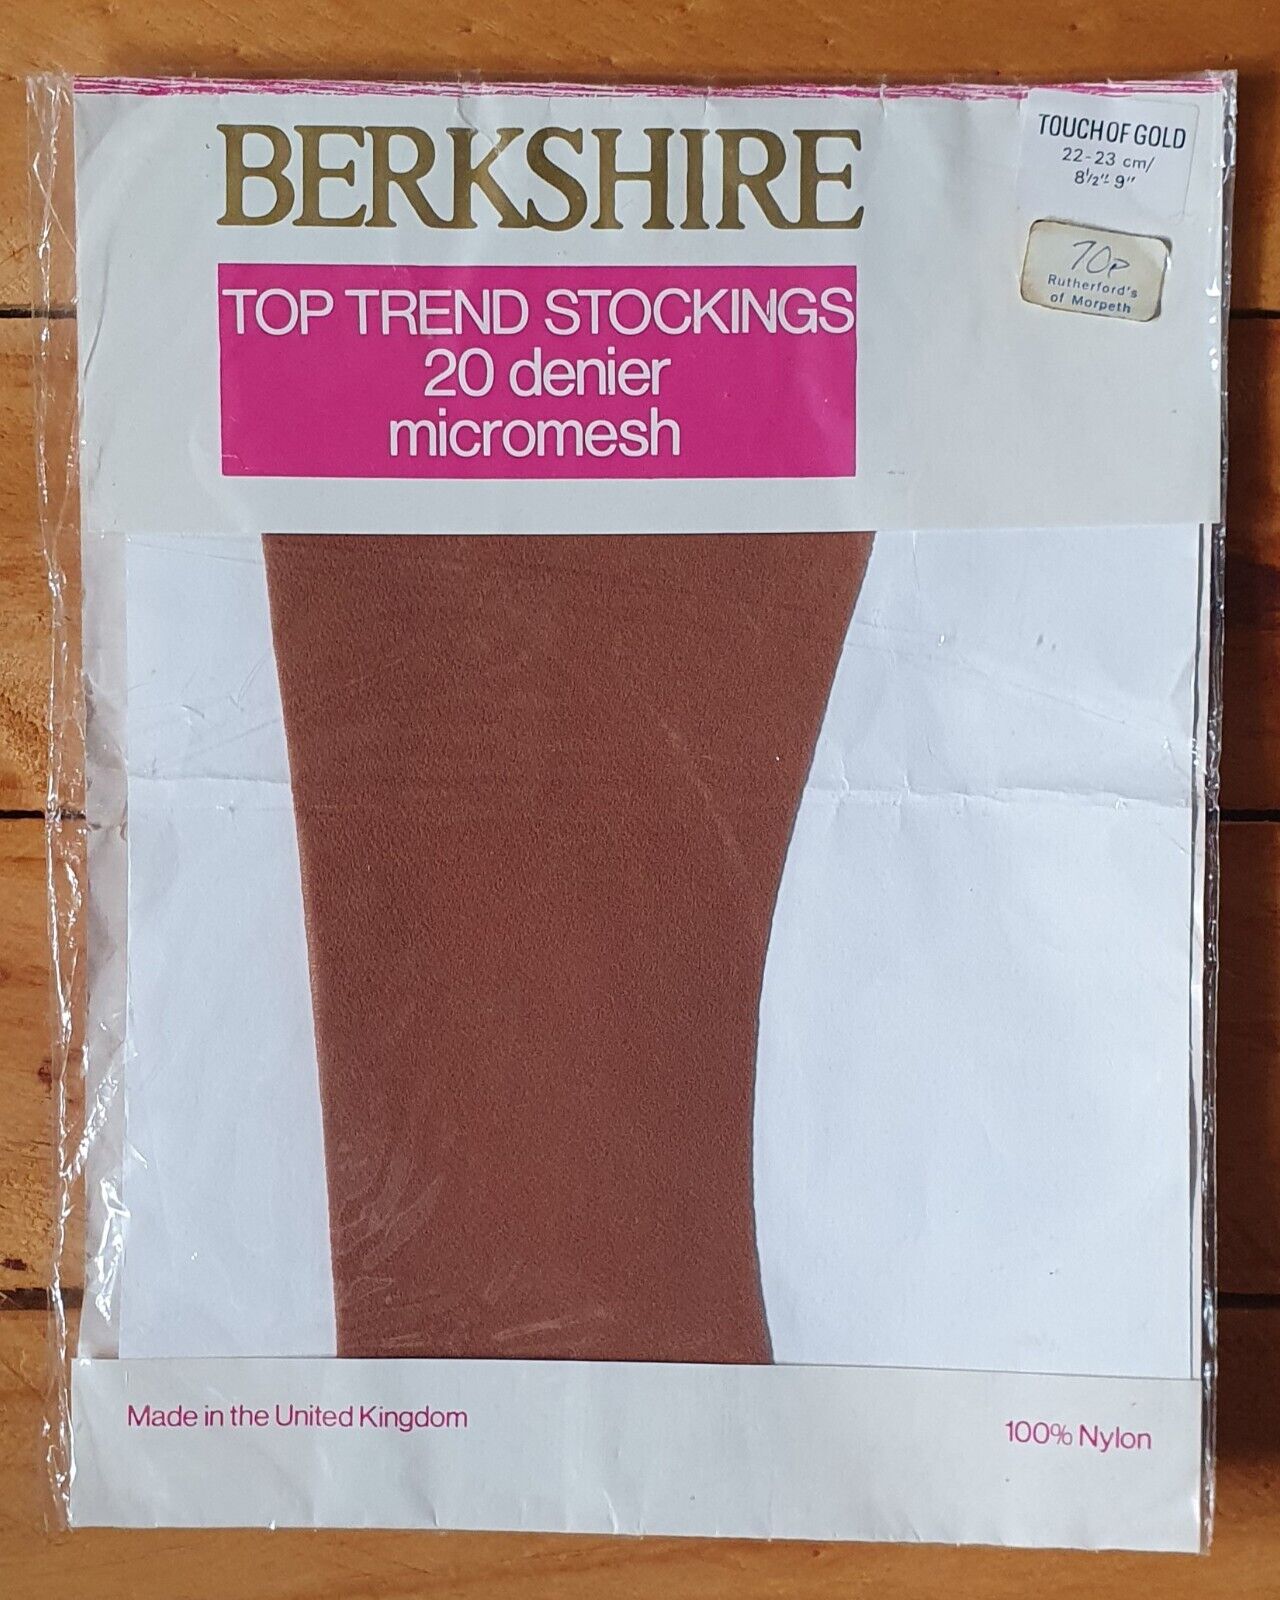 BERKSHIRE
TOP TREND STOCKINGS
20 denier
micromesh
TOUCH OF GOLD
22-23 cm/
8½"- 9"
70p
Rutherford's
of Morpeth
Made in the United Kingdom
100% Nylon